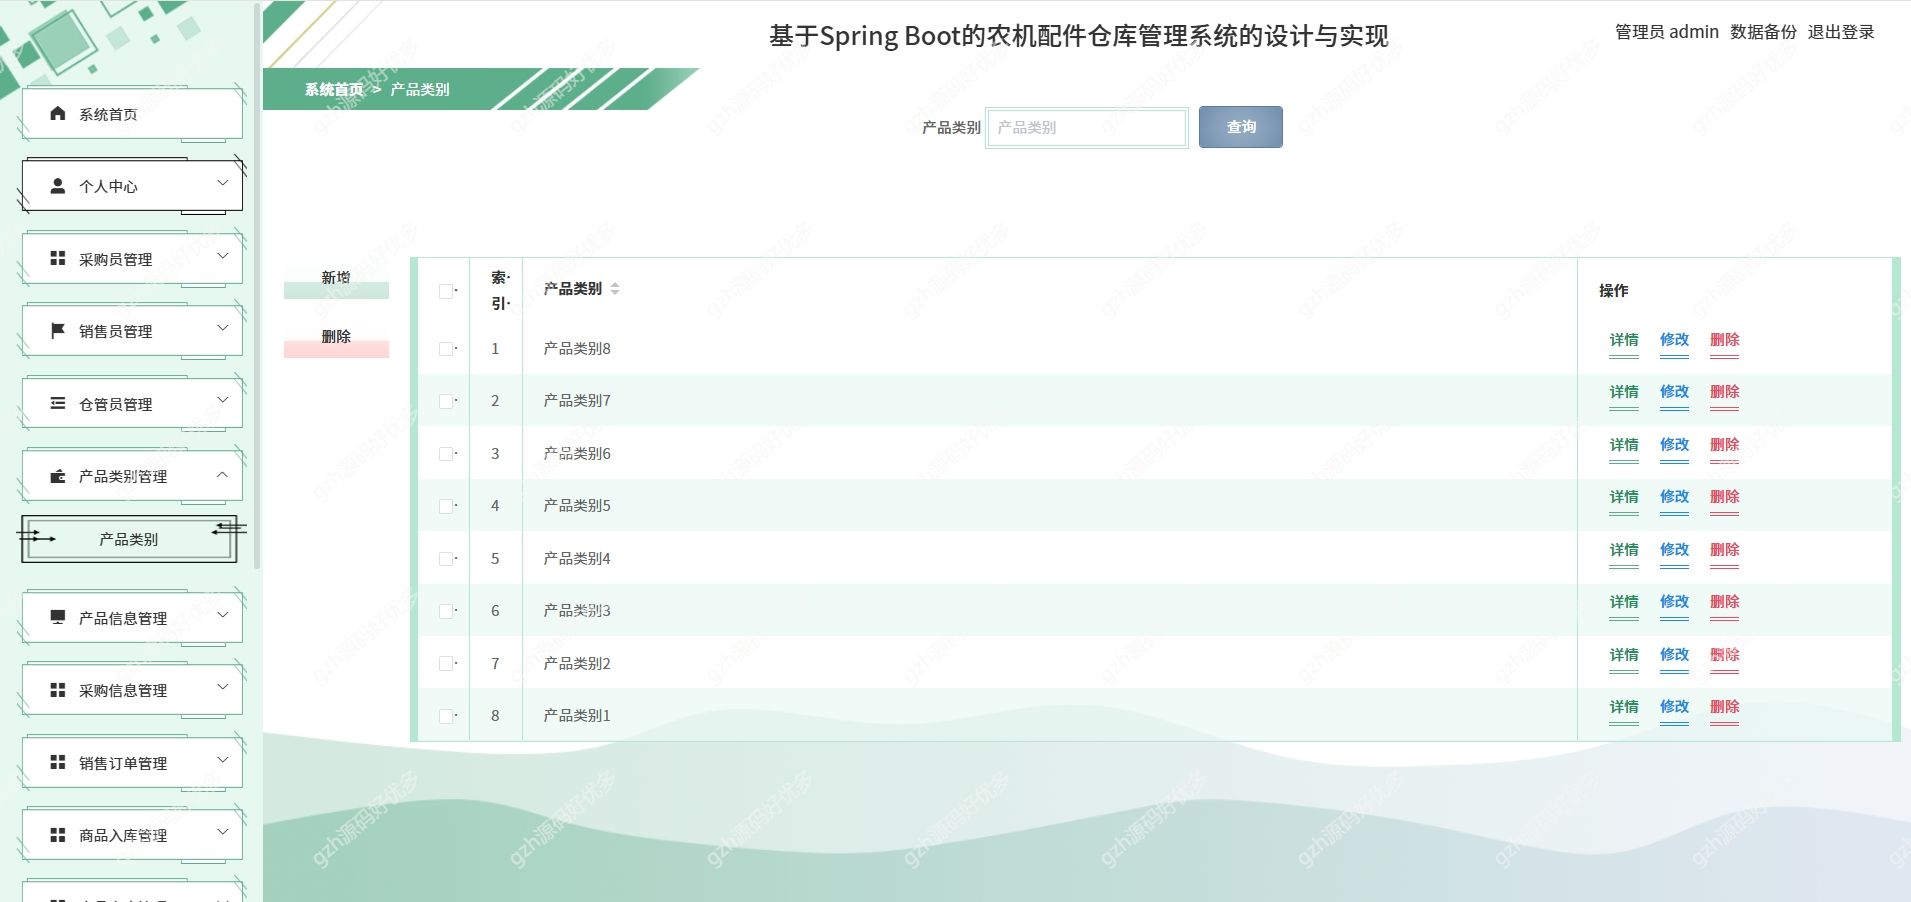 基于Spring Boot的农机配件仓库管理系统的设计与实现
管理员 admin 数据备份 退出登录
系统首页 > 产品类别
产品类别 产品类别 查询
系统首页
个人中心
采购员管理
销售员管理
仓管员管理
产品类别管理
产品类别
产品信息管理
采购信息管理
销售订单管理
商品入库管理
新增
删除
索引 产品类别 操作
1 产品类别8 详情 修改 删除
2 产品类别7 详情 修改 删除
3 产品类别6 详情 修改 删除
4 产品类别5 详情 修改 删除
5 产品类别4 详情 修改 删除
6 产品类别3 详情 修改 删除
7 产品类别2 详情 修改 删除
8 产品类别1 详情 修改 删除
gzh源码好优多